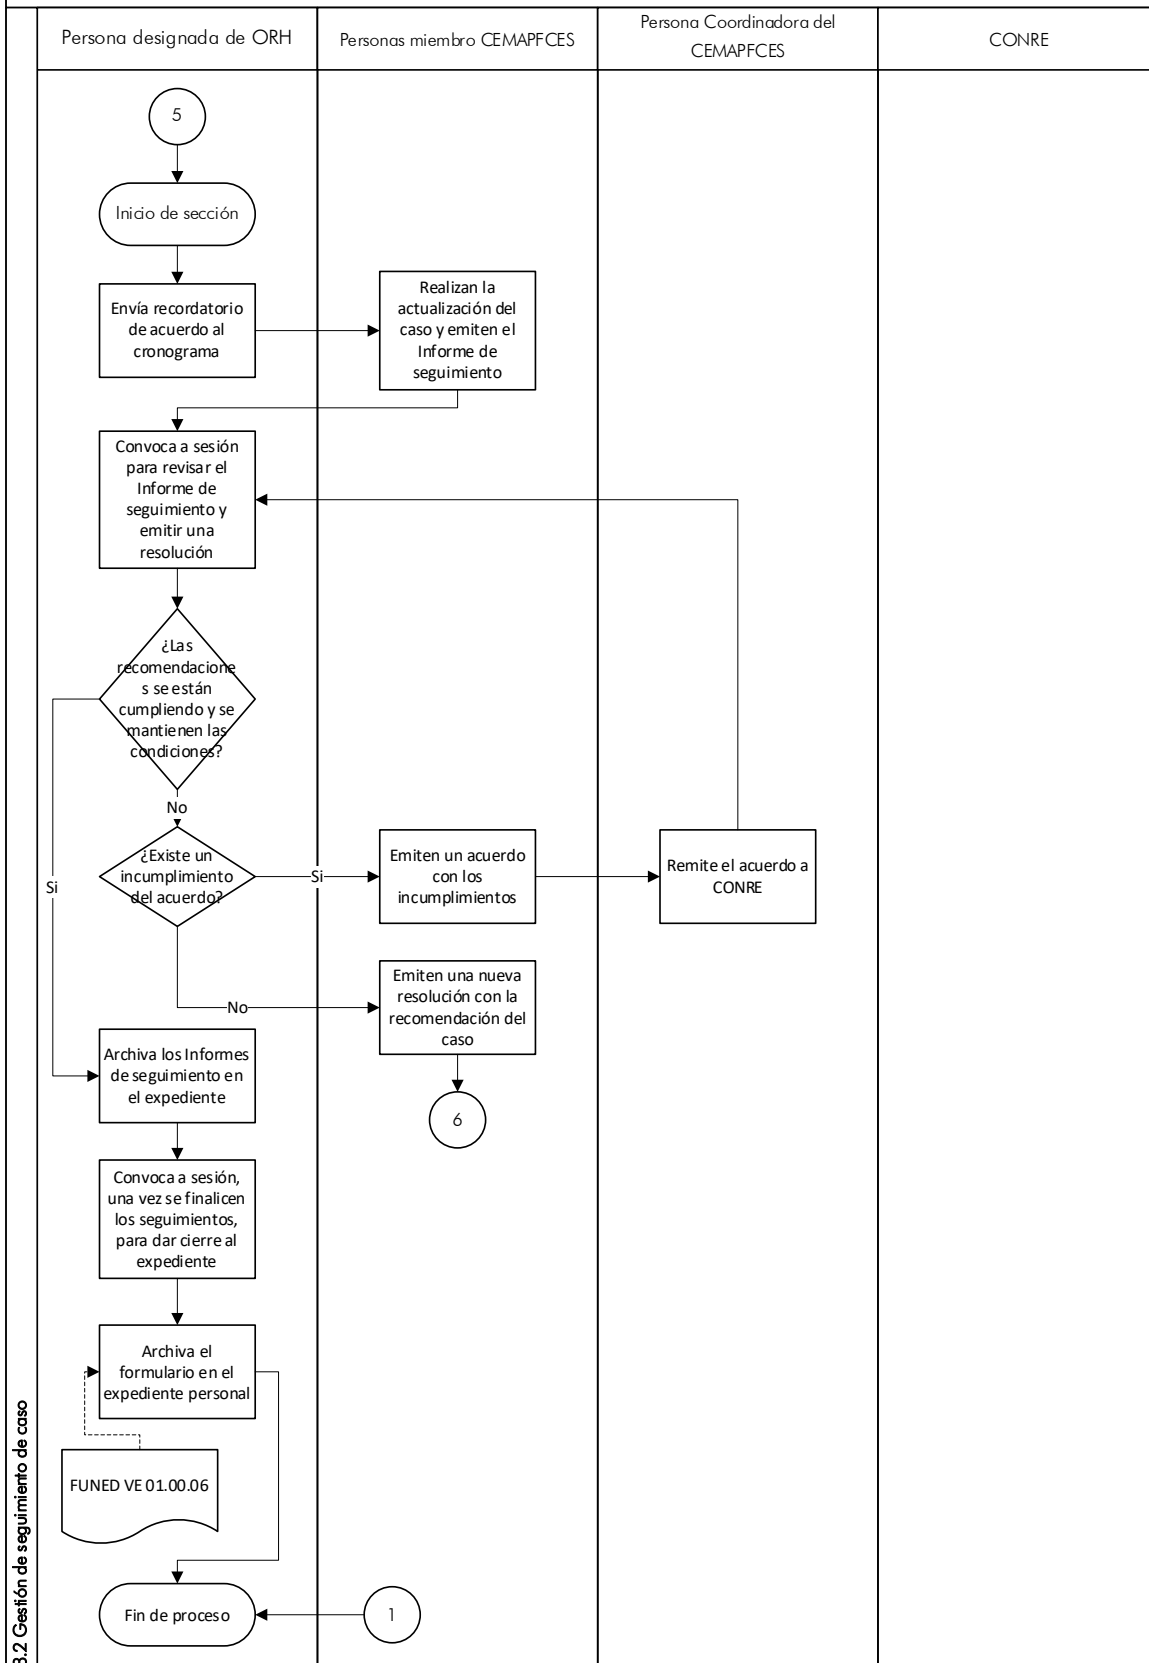 Persona designada de ORH
Personas miembro CEMAPFCES
Persona Coordinadora del
CEMAPFCES
CONRE
5
Inicio de sección
Envía recordatorio
de acuerdo al
cronograma
Realizan la
actualización del
caso y emiten el
Informe de
seguimiento
Convoca a sesión
para revisar el
Informe de
seguimiento y
emitir una
resolución
¿Las
recomendacione
s se están
cumpliendo y se
mantienen las
condiciones?
No
¿Existe un
incumplimiento
del acuerdo?
Si
Emiten un acuerdo
con los
incumplimientos
Remite el acuerdo a
CONRE
Si
Emiten una nueva
resolución con la
recomendación del
caso
No
Archiva los Informes
de seguimiento en
el expediente
6
Convoca a sesión,
una vez se finalicen
los seguimientos,
para dar cierre al
expediente
Archiva el
formulario en el
expediente personal
FUNED VE 01.00.06
Fin de proceso
1
3.2 Gestión de seguimiento de caso